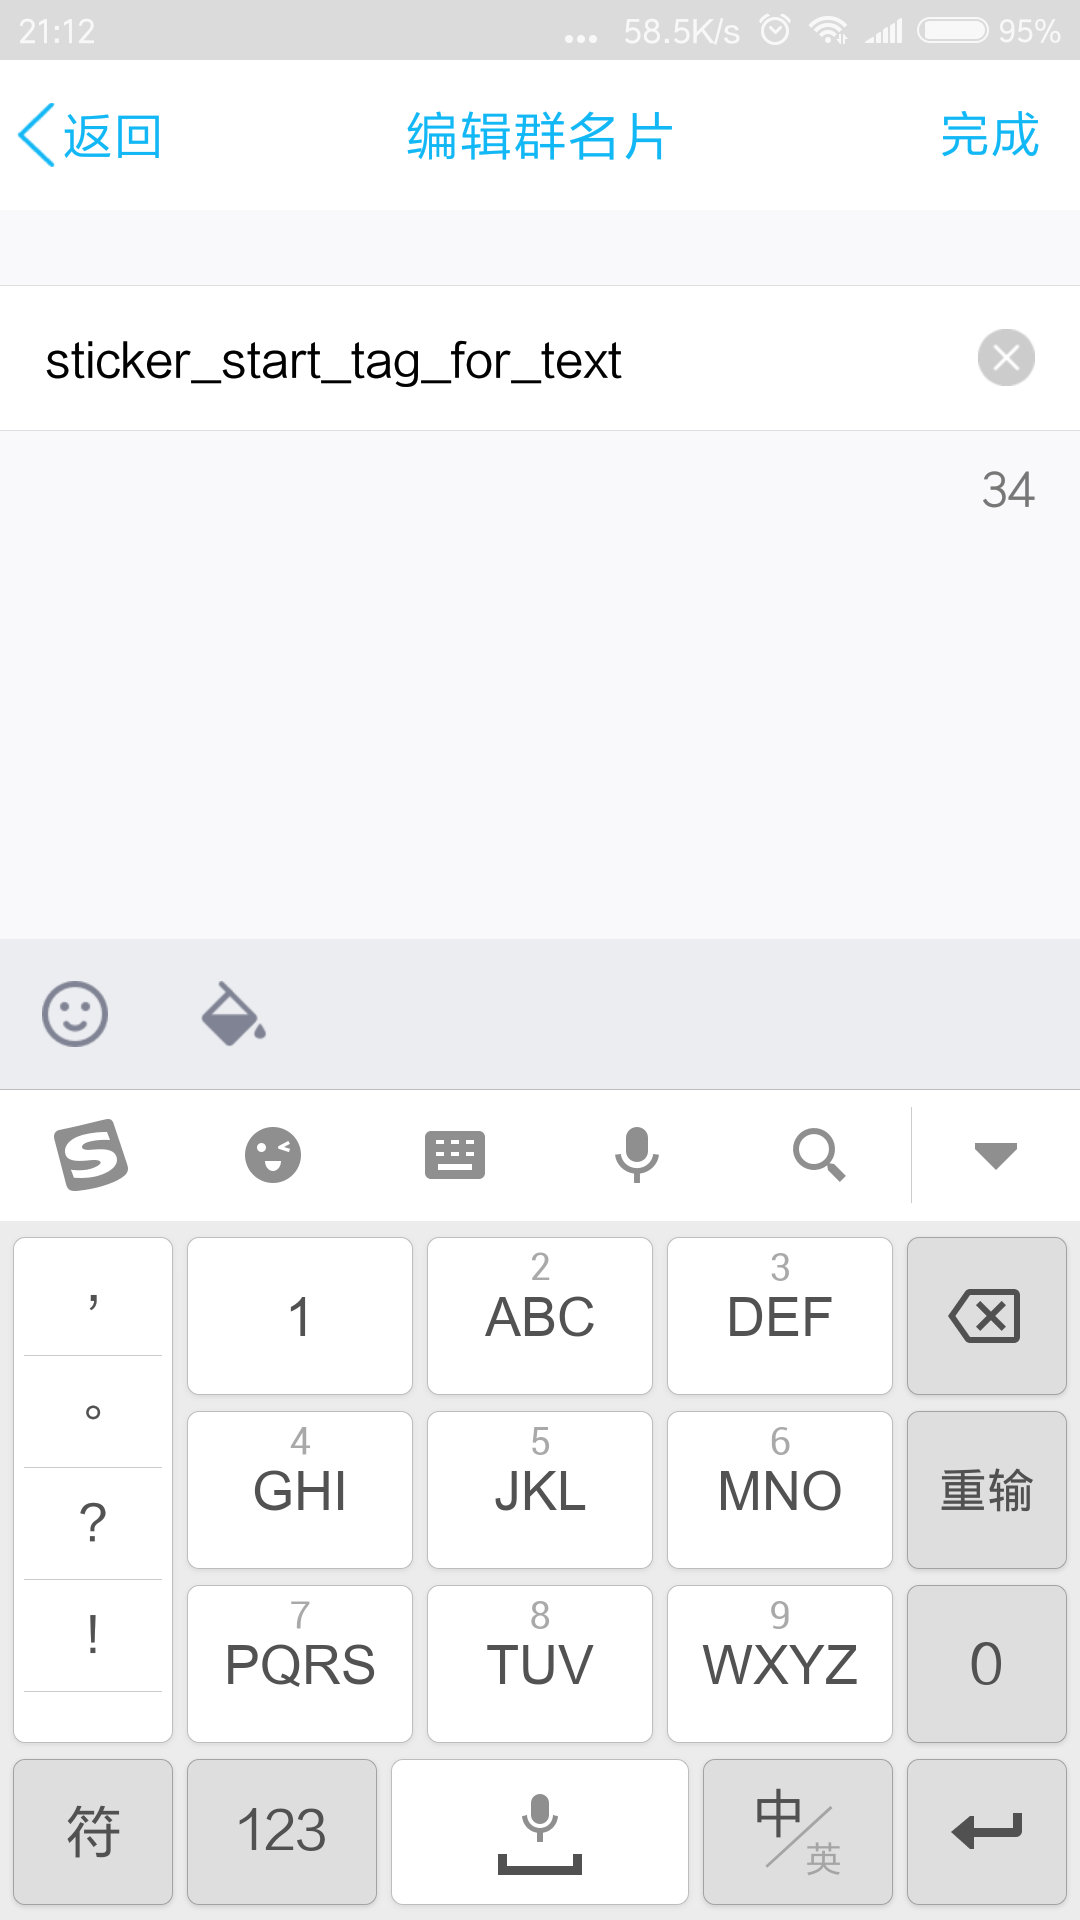 21:12 ... 58.5K/s 95%
返回 编辑群名片 完成
sticker_start_tag_for_text
34
,
1
2
ABC
3
DEF
。
4
GHI
5
JKL
6
MNO
重输
?
!
7
PQRS
8
TUV
9
WXYZ
0
符 123 中/英